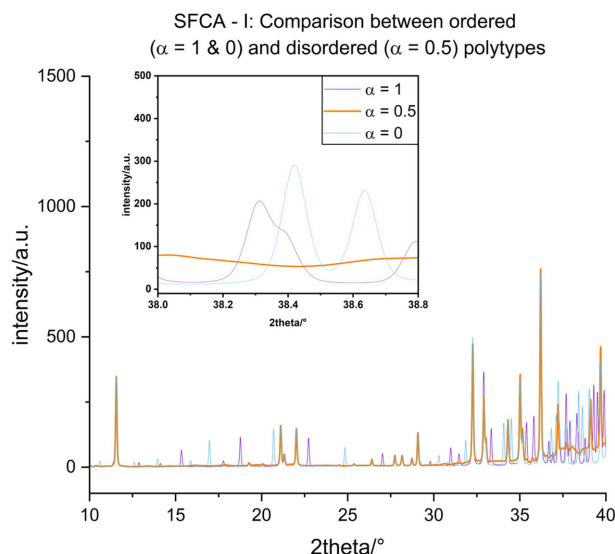 SFCA - I: Comparison between ordered
(α = 1 & 0) and disordered (α = 0.5) polytypes
1500
1000
500
0
intensity/a.u.
10 15 20 25 30 35 40
2theta/°
500
400
300
200
100
0
intensity/a.u.
38.0 38.2 38.4 38.6 38.8
2theta/°
α = 1
α = 0.5
α = 0